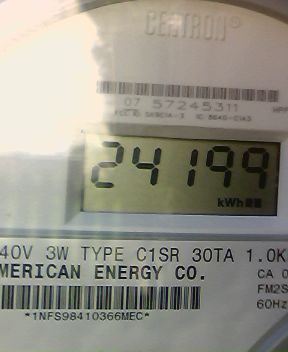 CENTRON®
07 57245311
24199
kWh
40V 3W TYPE C1SR 30TA 1.0K
MERICAN ENERGY CO.
CA 0
FM2S
60Hz
*1NFS98410366MEC*